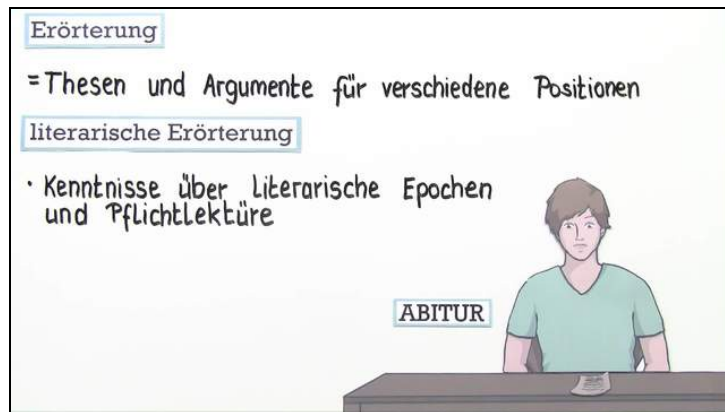 Erörterung
= Thesen und Argumente für verschiedene Positionen
literarische Erörterung
· Kenntnisse über literarische Epochen
und Pflichtlektüre
ABITUR